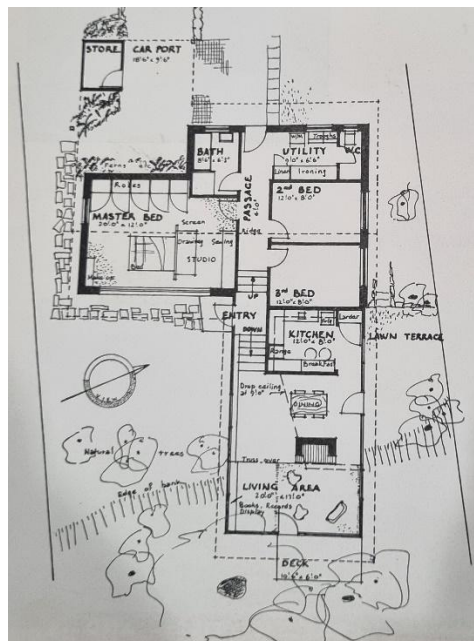 STORE
CAR PORT
18'6" x 9'6"
BATH
8'6" x 6'3"
UTILITY
9'0" x 6'6"
W.C.
Linen Ironing
Robes
MASTER BED
20'0" x 12'0"
Screen
Drawing Sewing
STUDIO
Bed
Make-up
PASSAGE
6'0"
2nd BED
12'0" x 8'0"
Ridge
3rd BED
12'0" x 8'0"
UP
ENTRY
DOWN
KITCHEN
12'0" x 8'0"
Larder
Range
Breakfast
LAWN TERRACE
Drop ceiling
at 9'0"
DINING
Natural trees
Edge of bank
Truss over
LIVING AREA
Books, Records
Display
DECK